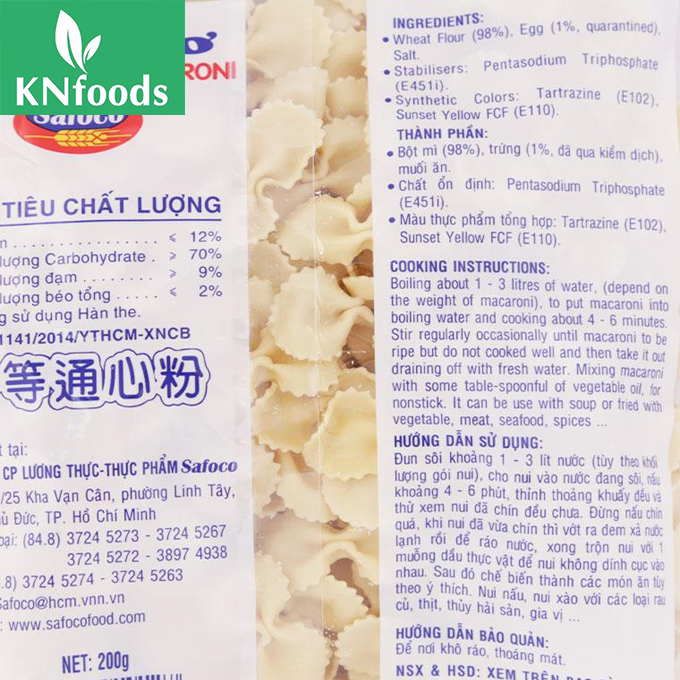 KNfoods
RONI
Safoco
TIÊU CHẤT LƯỢNG
12%
lượng Carbohydrate . ≥ 70%
lượng đạm . . . . . . . . ≥ 9%
lượng béo tổng . . . . . ≤ 2%
g sử dụng Hàn the.
1141/2014/YTHCM-XNCB
等通心粉
t tại:
CP LƯƠNG THỰC-THỰC PHẨM Safoco
/25 Kha Vạn Cân, phường Linh Tây,
ủ Đức, TP. Hồ Chí Minh
oại: (84.8) 3724 5273 - 3724 5267
3724 5272 - 3897 4938
.8) 3724 5274 - 3724 5263
Safoco@hcm.vnn.vn
: www.safocofood.com
NET: 200g
INGREDIENTS:
• Wheat Flour (98%), Egg (1%, quarantined),
Salt.
• Stabilisers: Pentasodium Triphosphate
(E451i).
• Synthetic Colors: Tartrazine (E102),
Sunset Yellow FCF (E110).
THÀNH PHẦN:
• Bột mì (98%), trứng (1%, đã qua kiểm dịch),
muối ăn.
• Chất ổn định: Pentasodium Triphosphate
(E451i).
• Màu thực phẩm tổng hợp: Tartrazine (E102),
Sunset Yellow FCF (E110).
COOKING INSTRUCTIONS:
Boiling about 1 - 3 litres of water, (depend on
the weight of macaroni), to put macaroni into
boiling water and cooking about 4 - 6 minutes.
Stir regularly occasionally until macaroni to be
ripe but do not cooked well and then take it out
draining off with fresh water. Mixing macaroni
with some table-spoonful of vegetable oil, for
nonstick. It can be use with soup or fried with
vegetable, meat, seafood, spices ...
HƯỚNG DẪN SỬ DỤNG:
Đun sôi khoảng 1 - 3 lít nước (tùy theo khối
lượng gói nui), cho nui vào nước đang sôi, nấu
khoảng 4 - 6 phút, thỉnh thoảng khuấy đều và
thử xem nui đã chín đều chưa. Đừng nấu chín
quá, khi nui đã vừa chín thì vớt ra đem xả nước
lạnh rồi để ráo nước, xong trộn nui với 1
muỗng dầu thực vật để nui không dính cục vào
nhau. Sau đó chế biến thành các món ăn tùy
theo ý thích. Nui nấu, nui xào với các loại rau
củ, thịt, thủy hải sản, gia vị ...
HƯỚNG DẪN BẢO QUẢN:
Để nơi khô ráo, thoáng mát.
NSX & HSD: XEM TRÊN